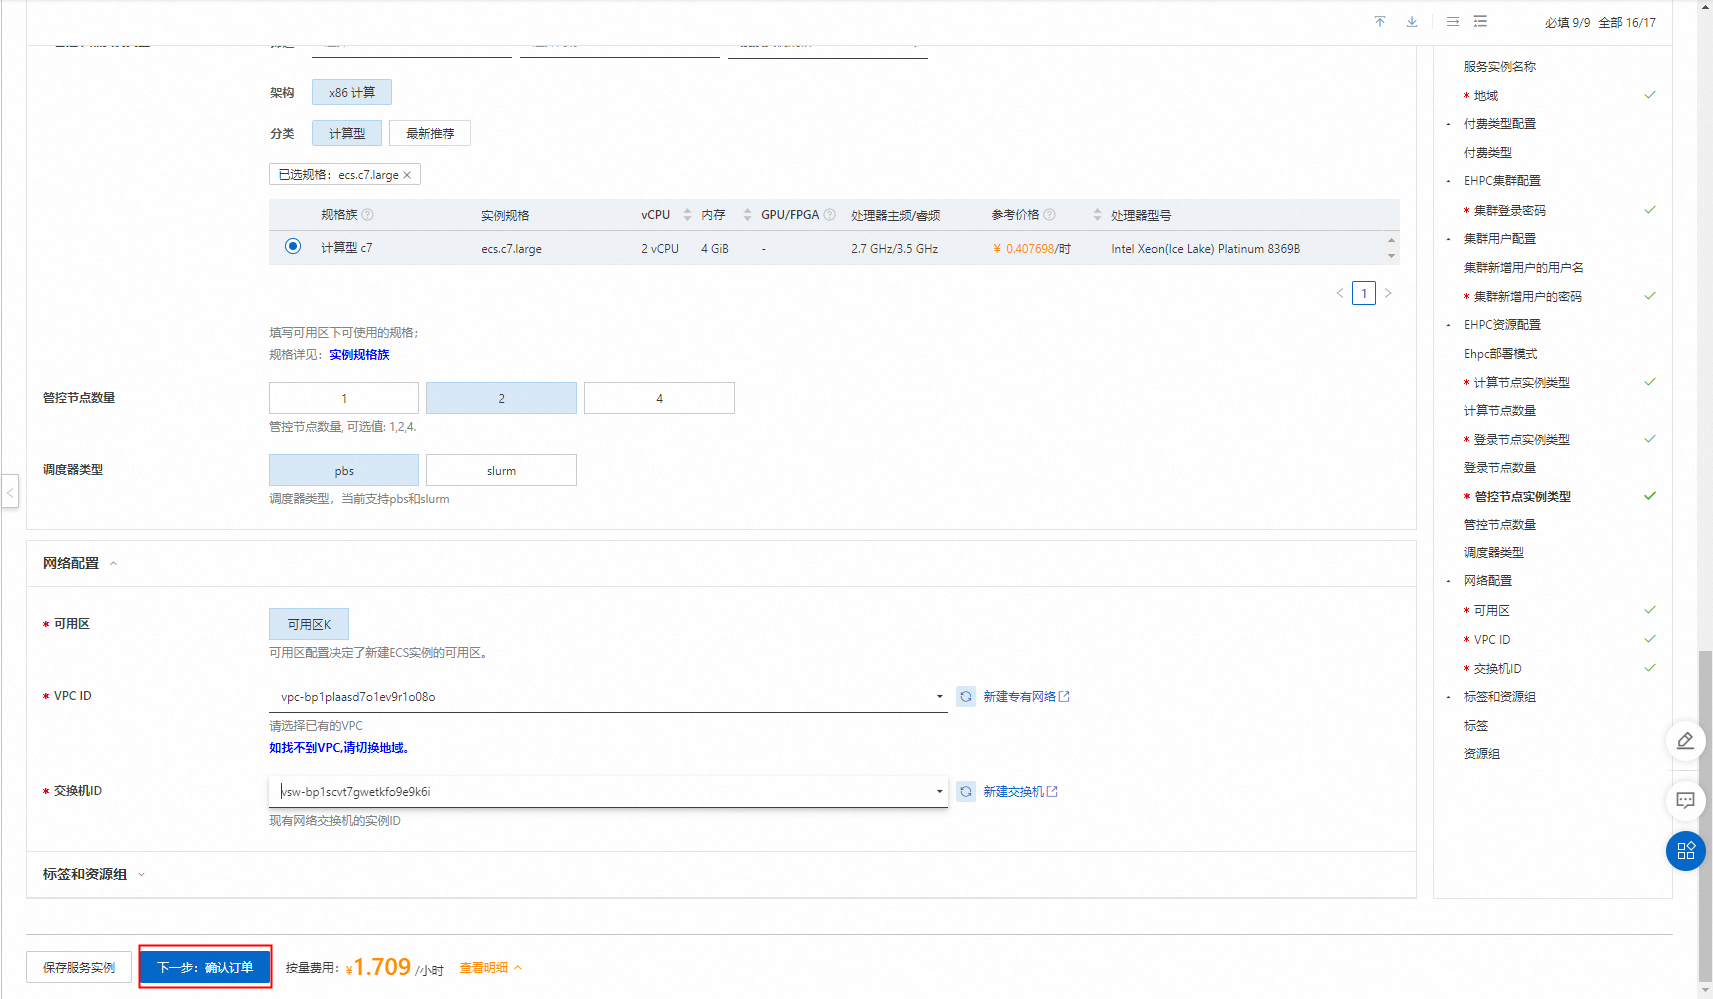 必填 9/9 全部 16/17
架构 x86 计算
分类 计算型 最新推荐
已选规格：ecs.c7.large ×
规格族 实例规格 vCPU 内存 GPU/FPGA 处理器主频/睿频 参考价格 处理器型号
计算型 c7 ecs.c7.large 2 vCPU 4 GiB - 2.7 GHz/3.5 GHz ¥ 0.407698/时 Intel Xeon(Ice Lake) Platinum 8369B
1
填写可用区下可使用的规格；
规格详见：实例规格族
管控节点数量 1 2 4
管控节点数量, 可选值: 1,2,4.
调度器类型 pbs slurm
调度器类型，当前支持pbs和slurm
网络配置
* 可用区 可用区K
可用区配置决定了新建ECS实例的可用区。
* VPC ID vpc-bp1plaasd7o1ev9r1o08o 新建专有网络
请选择已有的VPC
如找不到VPC,请切换地域。
* 交换机ID vsw-bp1scvt7gwetkfo9e9k6i 新建交换机
现有网络交换机的实例ID
标签和资源组
保存服务实例 下一步：确认订单 按量费用：¥1.709 /小时 查看明细
服务实例名称
* 地域
付费类型配置
付费类型
EHPC集群配置
* 集群登录密码
集群用户配置
集群新增用户的用户名
* 集群新增用户的密码
EHPC资源配置
Ehpc部署模式
* 计算节点实例类型
计算节点数量
* 登录节点实例类型
登录节点数量
* 管控节点实例类型
管控节点数量
调度器类型
网络配置
* 可用区
* VPC ID
* 交换机ID
标签和资源组
标签
资源组